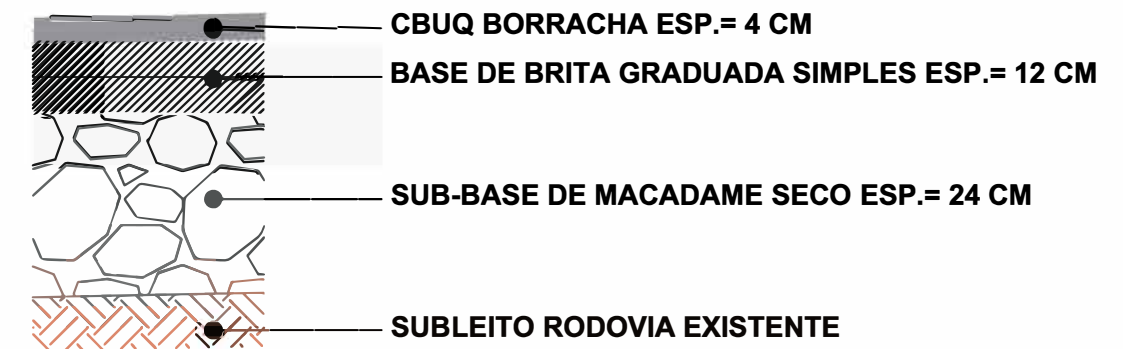 CBUQ BORRACHA ESP.= 4 CM
BASE DE BRITA GRADUADA SIMPLES ESP.= 12 CM
SUB-BASE DE MACADAME SECO ESP.= 24 CM
SUBLEITO RODOVIA EXISTENTE